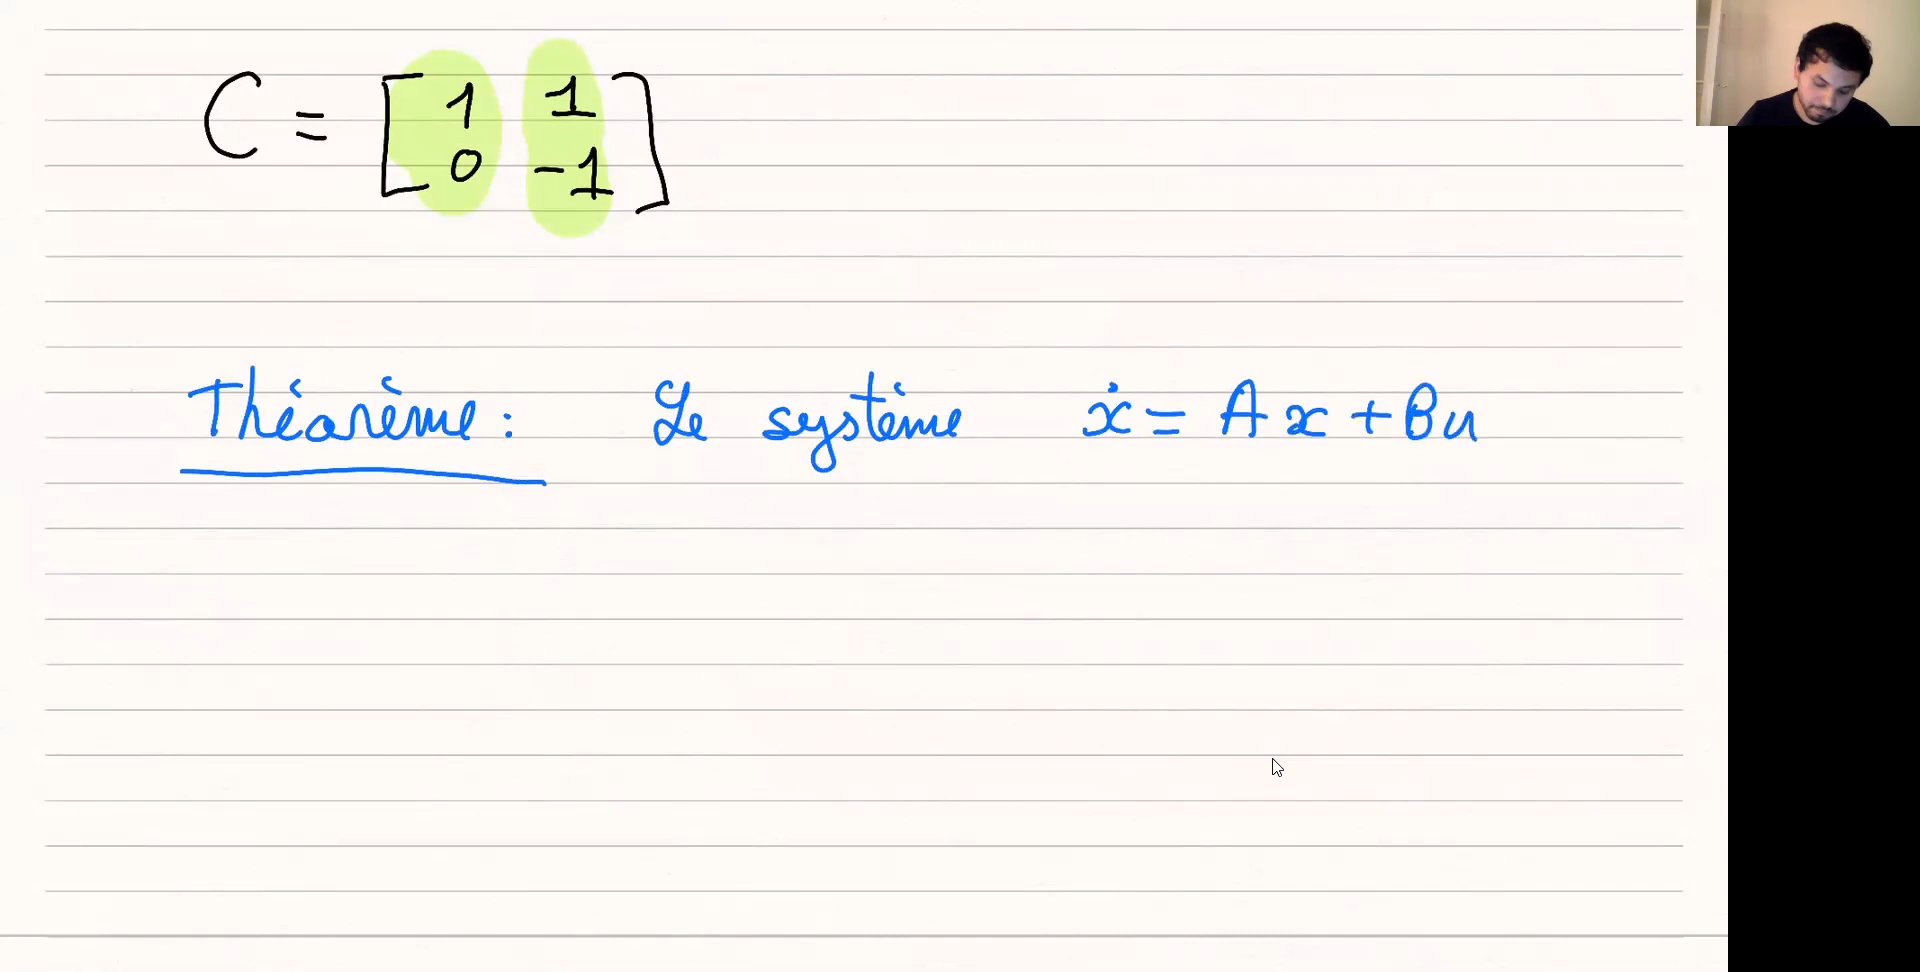 C = [ 1 1
0 -1 ]
Théorème : Le système ẋ = Ax + Bu